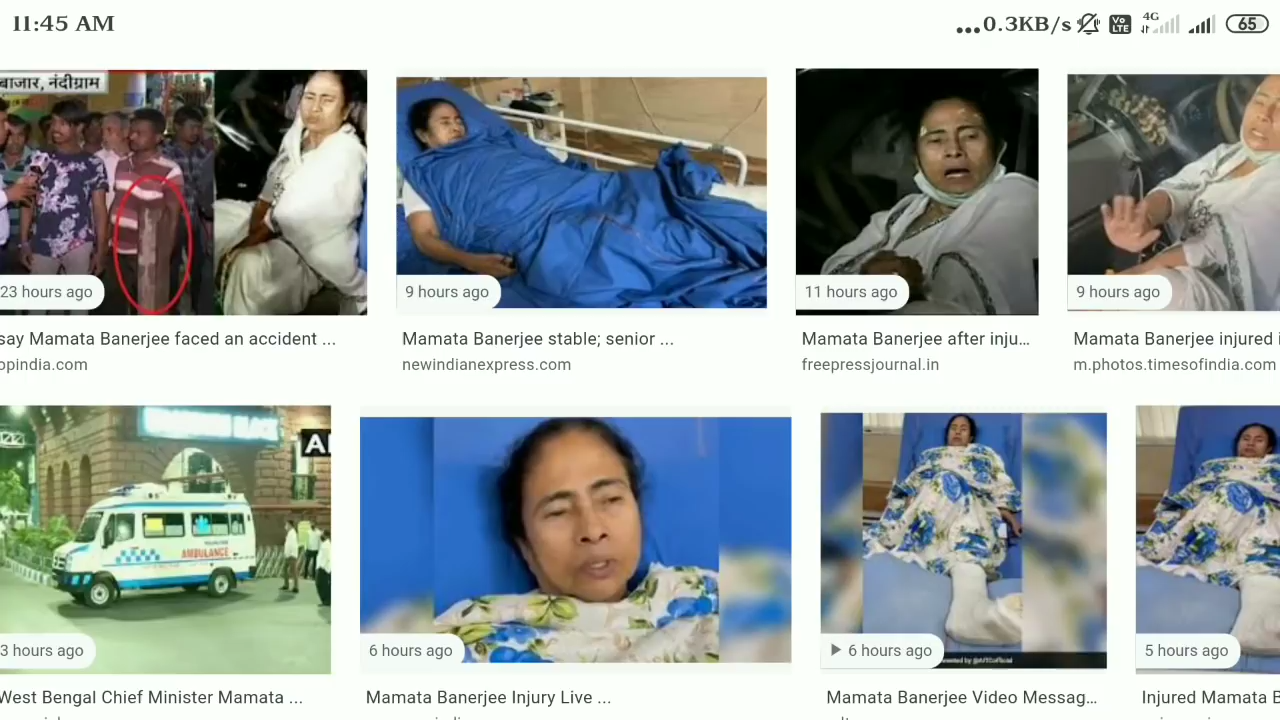 11:45 AM
...0.3KB/s
Vo
LTE
4G
65
बाजार, नंदीग्राम
23 hours ago
9 hours ago
11 hours ago
9 hours ago
say Mamata Banerjee faced an accident ...
Mamata Banerjee stable; senior ...
Mamata Banerjee after inju...
Mamata Banerjee injured i
opindia.com
newindianexpress.com
freepressjournal.in
m.photos.timesofindia.com
AMBULANCE
3 hours ago
6 hours ago
6 hours ago
5 hours ago
West Bengal Chief Minister Mamata ...
Mamata Banerjee Injury Live ...
Mamata Banerjee Video Messag...
Injured Mamata B